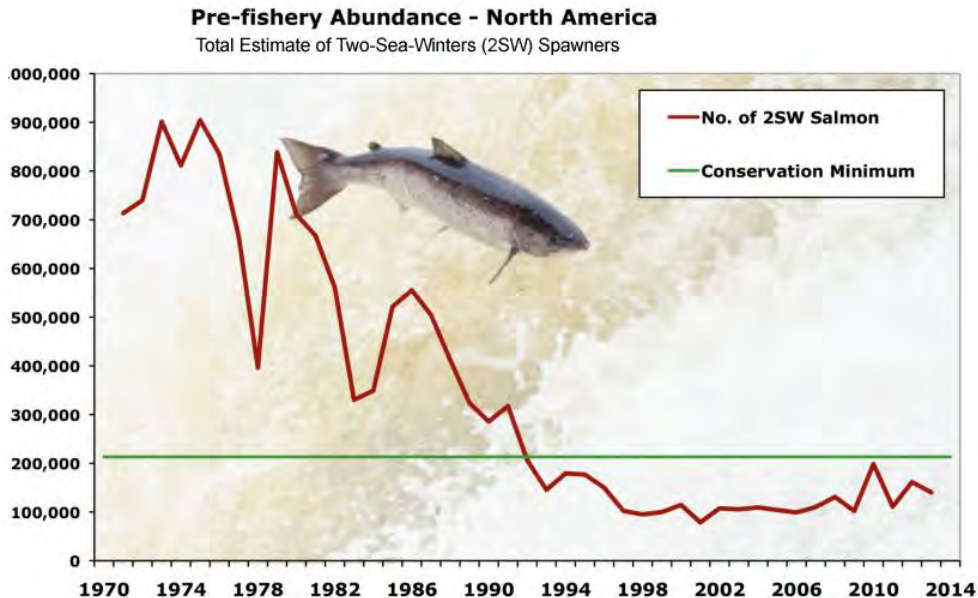 Pre-fishery Abundance - North America
Total Estimate of Two-Sea-Winters (2SW) Spawners
,000,000
900,000
800,000
700,000
600,000
500,000
400,000
300,000
200,000
100,000
0
No. of 2SW Salmon
Conservation Minimum
1970 1974 1978 1982 1986 1990 1994 1998 2002 2006 2010 2014